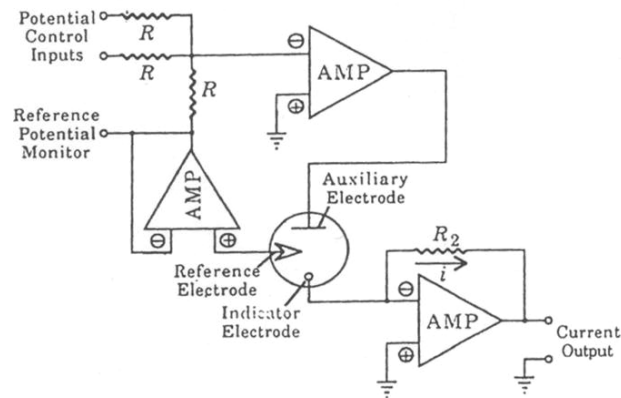 Potential
Control
Inputs
R
R
R
⊖
AMP
⊕
Reference
Potential
Monitor
AMP
⊖
⊕
Auxiliary
Electrode
Reference
Electrode
Indicator
Electrode
R2
i
⊖
AMP
⊕
Current
Output